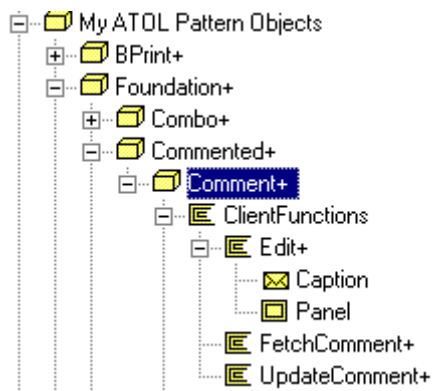 My ATOL Pattern Objects
BPrint+
Foundation+
Combo+
Commented+
Comment+
ClientFunctions
Edit+
Caption
Panel
FetchComment+
UpdateComment+